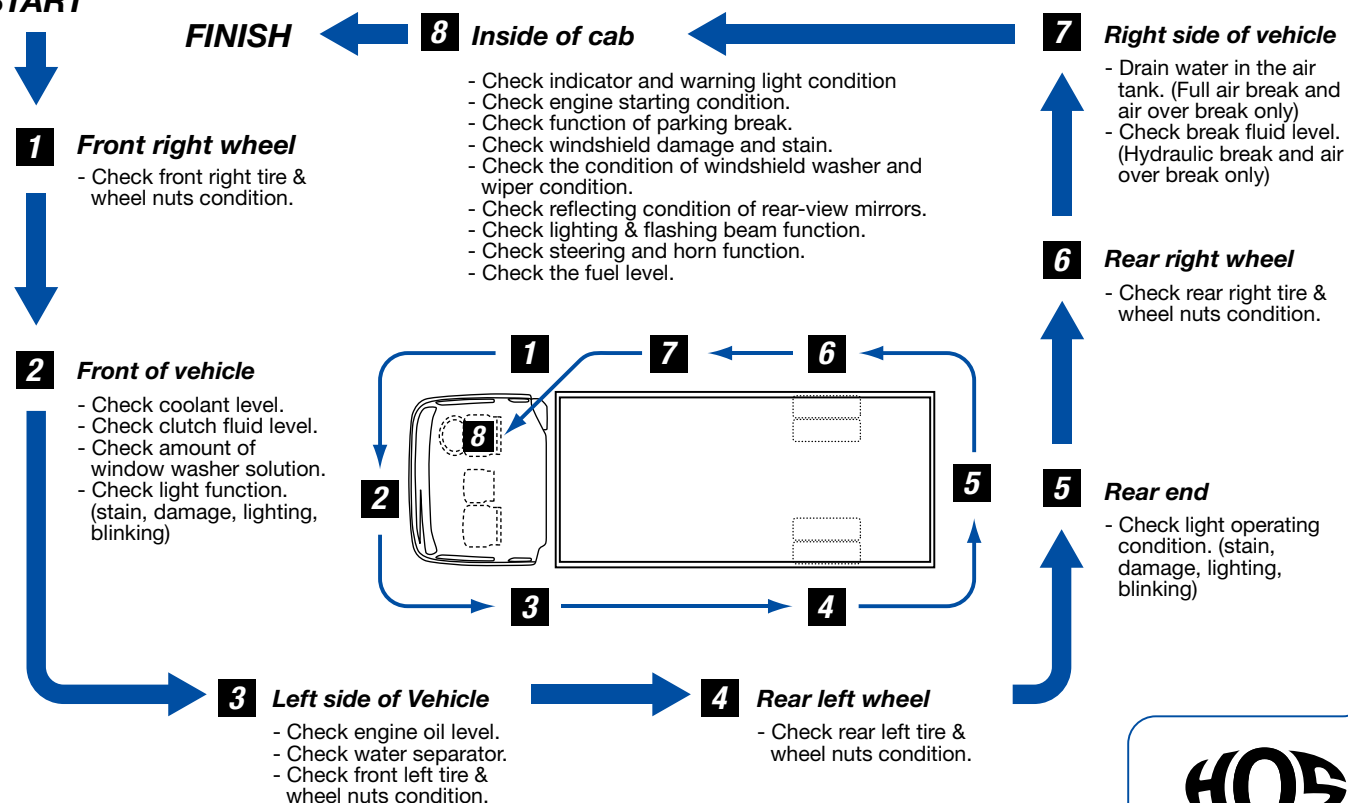 START
FINISH
8 Inside of cab
- Check indicator and warning light condition
- Check engine starting condition.
- Check function of parking break.
- Check windshield damage and stain.
- Check the condition of windshield washer and
wiper condition.
- Check reflecting condition of rear-view mirrors.
- Check lighting & flashing beam function.
- Check steering and horn function.
- Check the fuel level.
7 Right side of vehicle
- Drain water in the air
tank. (Full air break and
air over break only)
- Check break fluid level.
(Hydraulic break and air
over break only)
1 Front right wheel
- Check front right tire &
wheel nuts condition.
6 Rear right wheel
- Check rear right tire &
wheel nuts condition.
2 Front of vehicle
- Check coolant level.
- Check clutch fluid level.
- Check amount of
window washer solution.
- Check light function.
(stain, damage, lighting,
blinking)
1 7 6
8
2 5
3 4
5 Rear end
- Check light operating
condition. (stain,
damage, lighting,
blinking)
3 Left side of Vehicle
- Check engine oil level.
- Check water separator.
- Check front left tire &
wheel nuts condition.
4 Rear left wheel
- Check rear left tire &
wheel nuts condition.
HOS